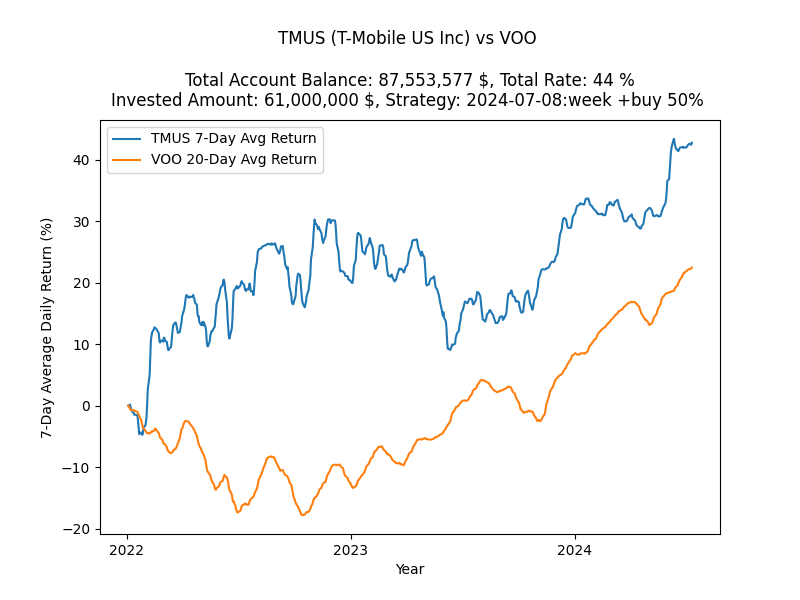 TMUS (T-Mobile US Inc) vs VOO
Total Account Balance: 87,553,577 $, Total Rate: 44 %
Invested Amount: 61,000,000 $, Strategy: 2024-07-08:week +buy 50%
TMUS 7-Day Avg Return
VOO 20-Day Avg Return
7-Day Average Daily Return (%)
40
30
20
10
0
−10
−20
2022
2023
2024
Year